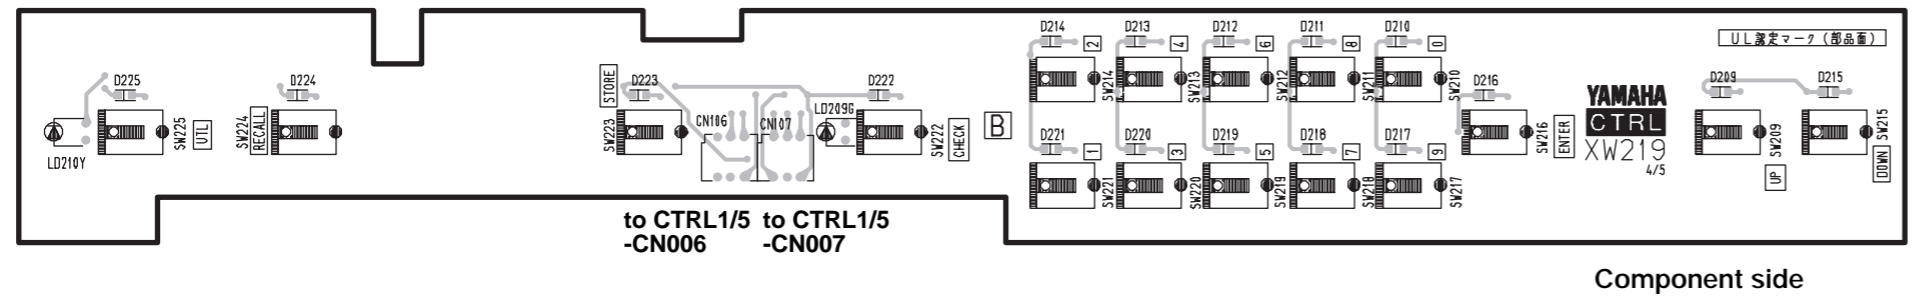 D214 D213 D212 D211 D210
2 4 6 8 0
UL認定マーク(部品面)
D225 D224 STORE D223 D222 D216 D209 D215
SW214 SW213 SW212 SW211 SW210
YAMAHA
CTRL
XW219
4/5
CN106 CN107 LD209G
LD210Y SW225 UTL SW224 RECALL SW223 SW222 CHECK B SW216 ENTER SW209 UP SW215 DOWN
D221 D220 D219 D218 D217
1 3 5 7 9
SW221 SW220 SW219 SW218 SW217
to CTRL1/5 to CTRL1/5
-CN006 -CN007
Component side